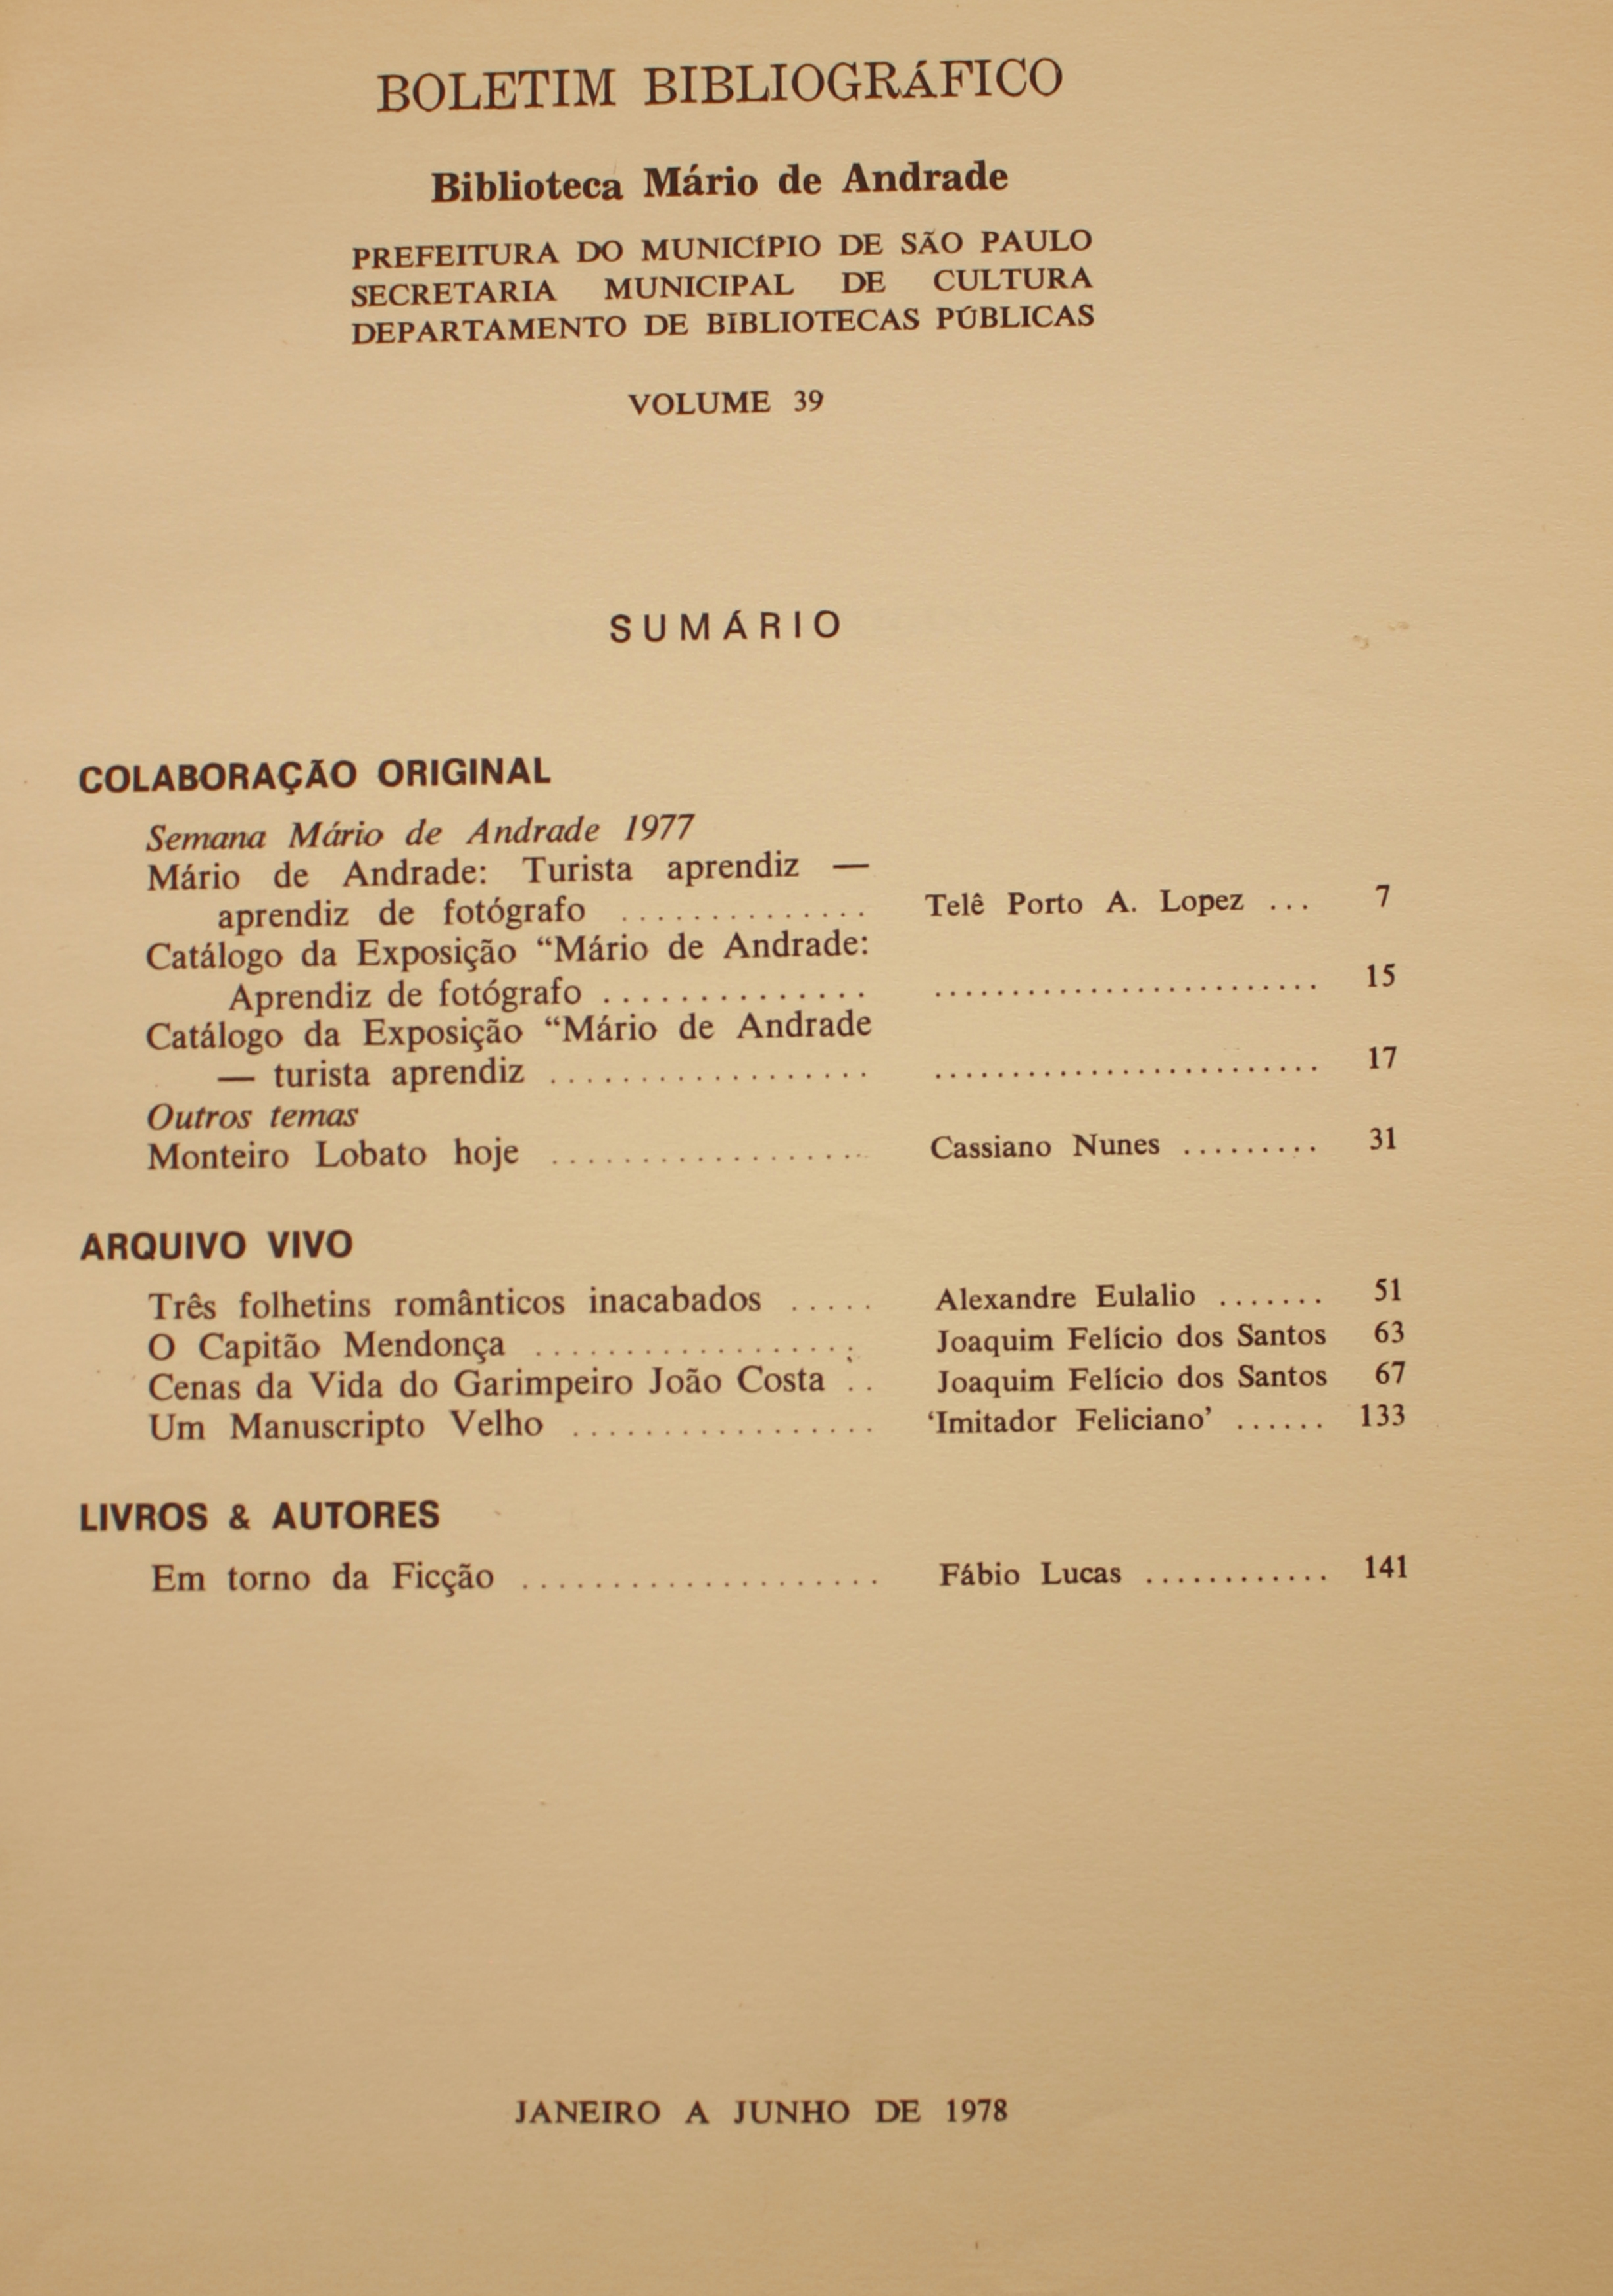 BOLETIM BIBLIOGRÁFICO
Biblioteca Mário de Andrade
PREFEITURA DO MUNICÍPIO DE SÃO PAULO
SECRETARIA MUNICIPAL DE CULTURA
DEPARTAMENTO DE BIBLIOTECAS PÚBLICAS
VOLUME 39
SUMÁRIO
COLABORAÇÃO ORIGINAL
Semana Mário de Andrade 1977
Mário de Andrade: Turista aprendiz —
aprendiz de fotógrafo .............. Telê Porto A. Lopez ... 7
Catálogo da Exposição “Mário de Andrade:
Aprendiz de fotógrafo .............. .......................... 15
Catálogo da Exposição “Mário de Andrade
— turista aprendiz .................. .......................... 17
Outros temas
Monteiro Lobato hoje .................. Cassiano Nunes ......... 31
ARQUIVO VIVO
Três folhetins românticos inacabados ..... Alexandre Eulalio ....... 51
O Capitão Mendonça .................. Joaquim Felício dos Santos 63
Cenas da Vida do Garimpeiro João Costa .. Joaquim Felício dos Santos 67
Um Manuscripto Velho ................. ‘Imitador Feliciano’ ...... 133
LIVROS & AUTORES
Em torno da Ficção .................... Fábio Lucas ............ 141
JANEIRO A JUNHO DE 1978